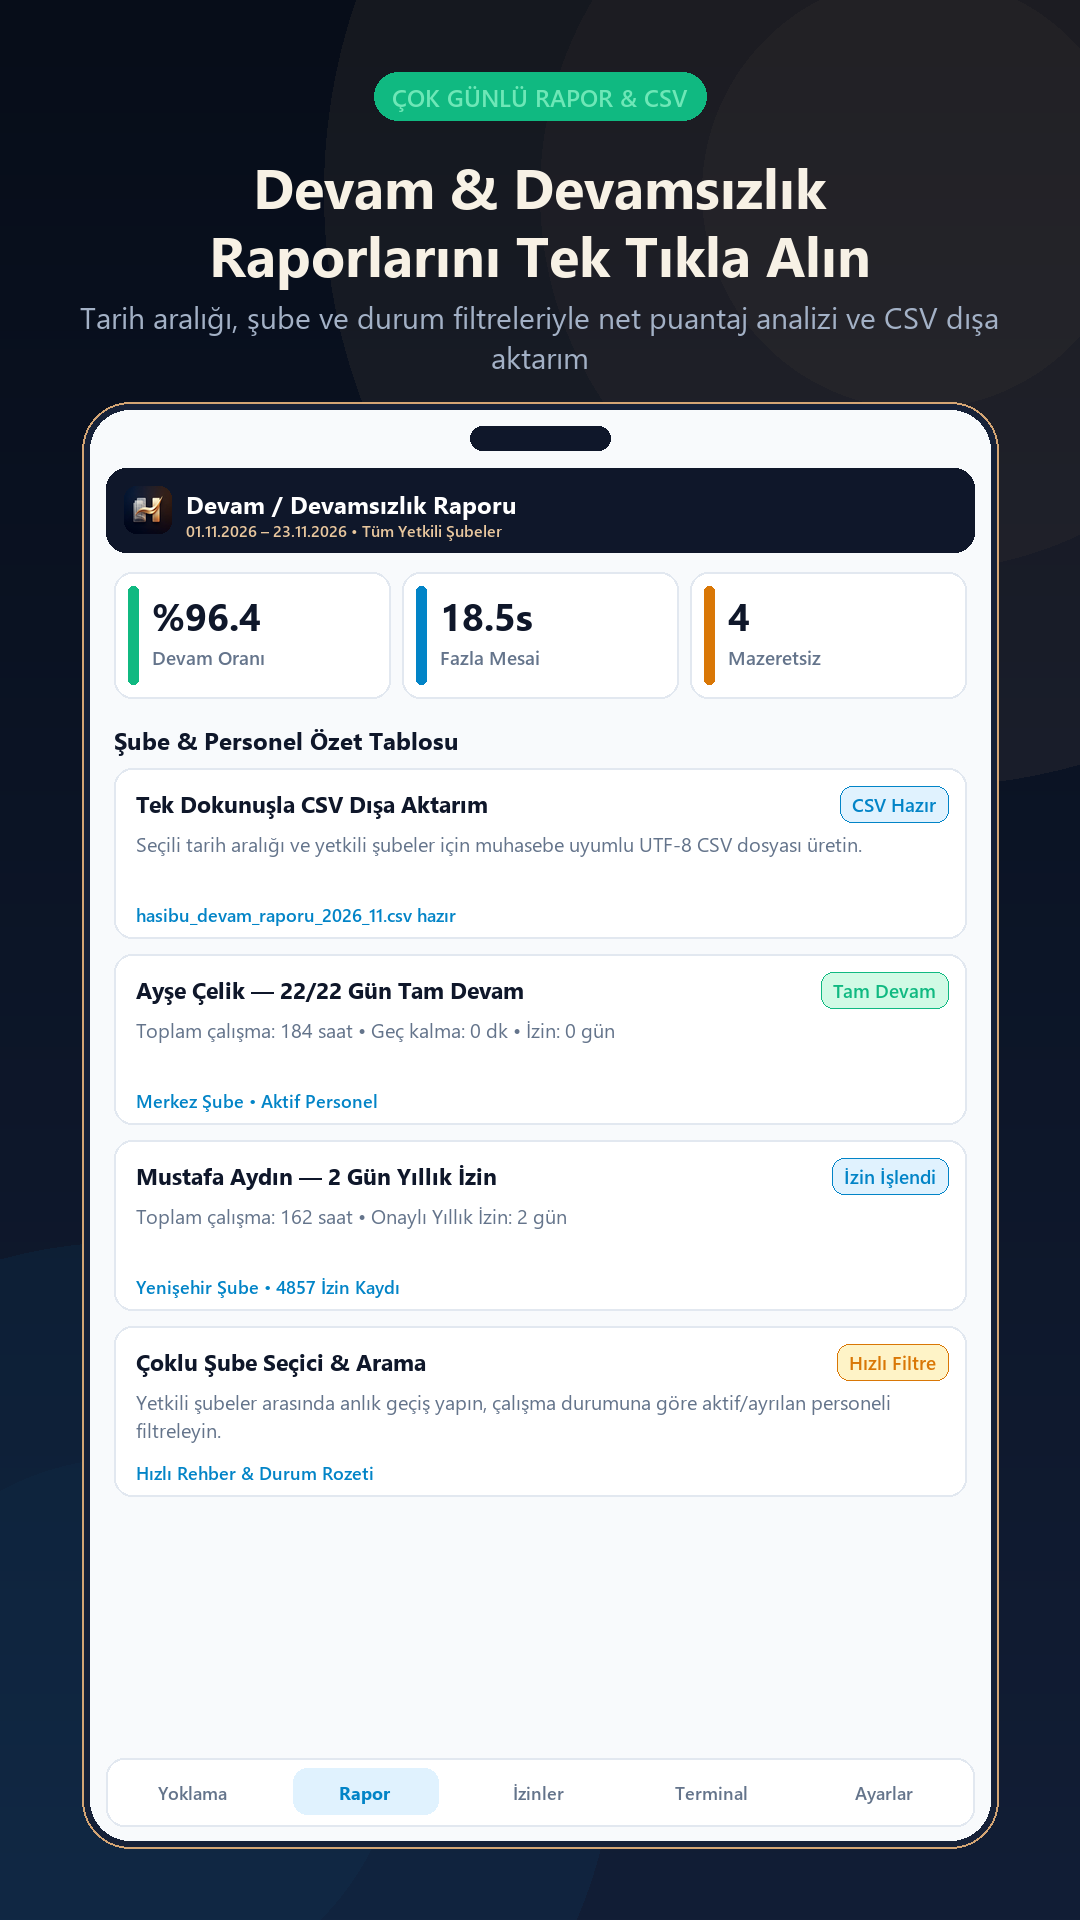 ÇOK GÜNLÜ RAPOR & CSV
Devam & Devamsızlık
Raporlarını Tek Tıkla Alın
Tarih aralığı, şube ve durum filtreleriyle net puantaj analizi ve CSV dışa
aktarım
Devam / Devamsızlık Raporu
01.11.2026 – 23.11.2026 • Tüm Yetkili Şubeler
%96.4
Devam Oranı
18.5s
Fazla Mesai
4
Mazeretsiz
Şube & Personel Özet Tablosu
Tek Dokunuşla CSV Dışa Aktarım
CSV Hazır
Seçili tarih aralığı ve yetkili şubeler için muhasebe uyumlu UTF-8 CSV dosyası üretin.
hasibu_devam_raporu_2026_11.csv hazır
Ayşe Çelik — 22/22 Gün Tam Devam
Tam Devam
Toplam çalışma: 184 saat • Geç kalma: 0 dk • İzin: 0 gün
Merkez Şube • Aktif Personel
Mustafa Aydın — 2 Gün Yıllık İzin
İzin İşlendi
Toplam çalışma: 162 saat • Onaylı Yıllık İzin: 2 gün
Yenişehir Şube • 4857 İzin Kaydı
Çoklu Şube Seçici & Arama
Hızlı Filtre
Yetkili şubeler arasında anlık geçiş yapın, çalışma durumuna göre aktif/ayrılan personeli
filtreleyin.
Hızlı Rehber & Durum Rozeti
Yoklama
Rapor
İzinler
Terminal
Ayarlar